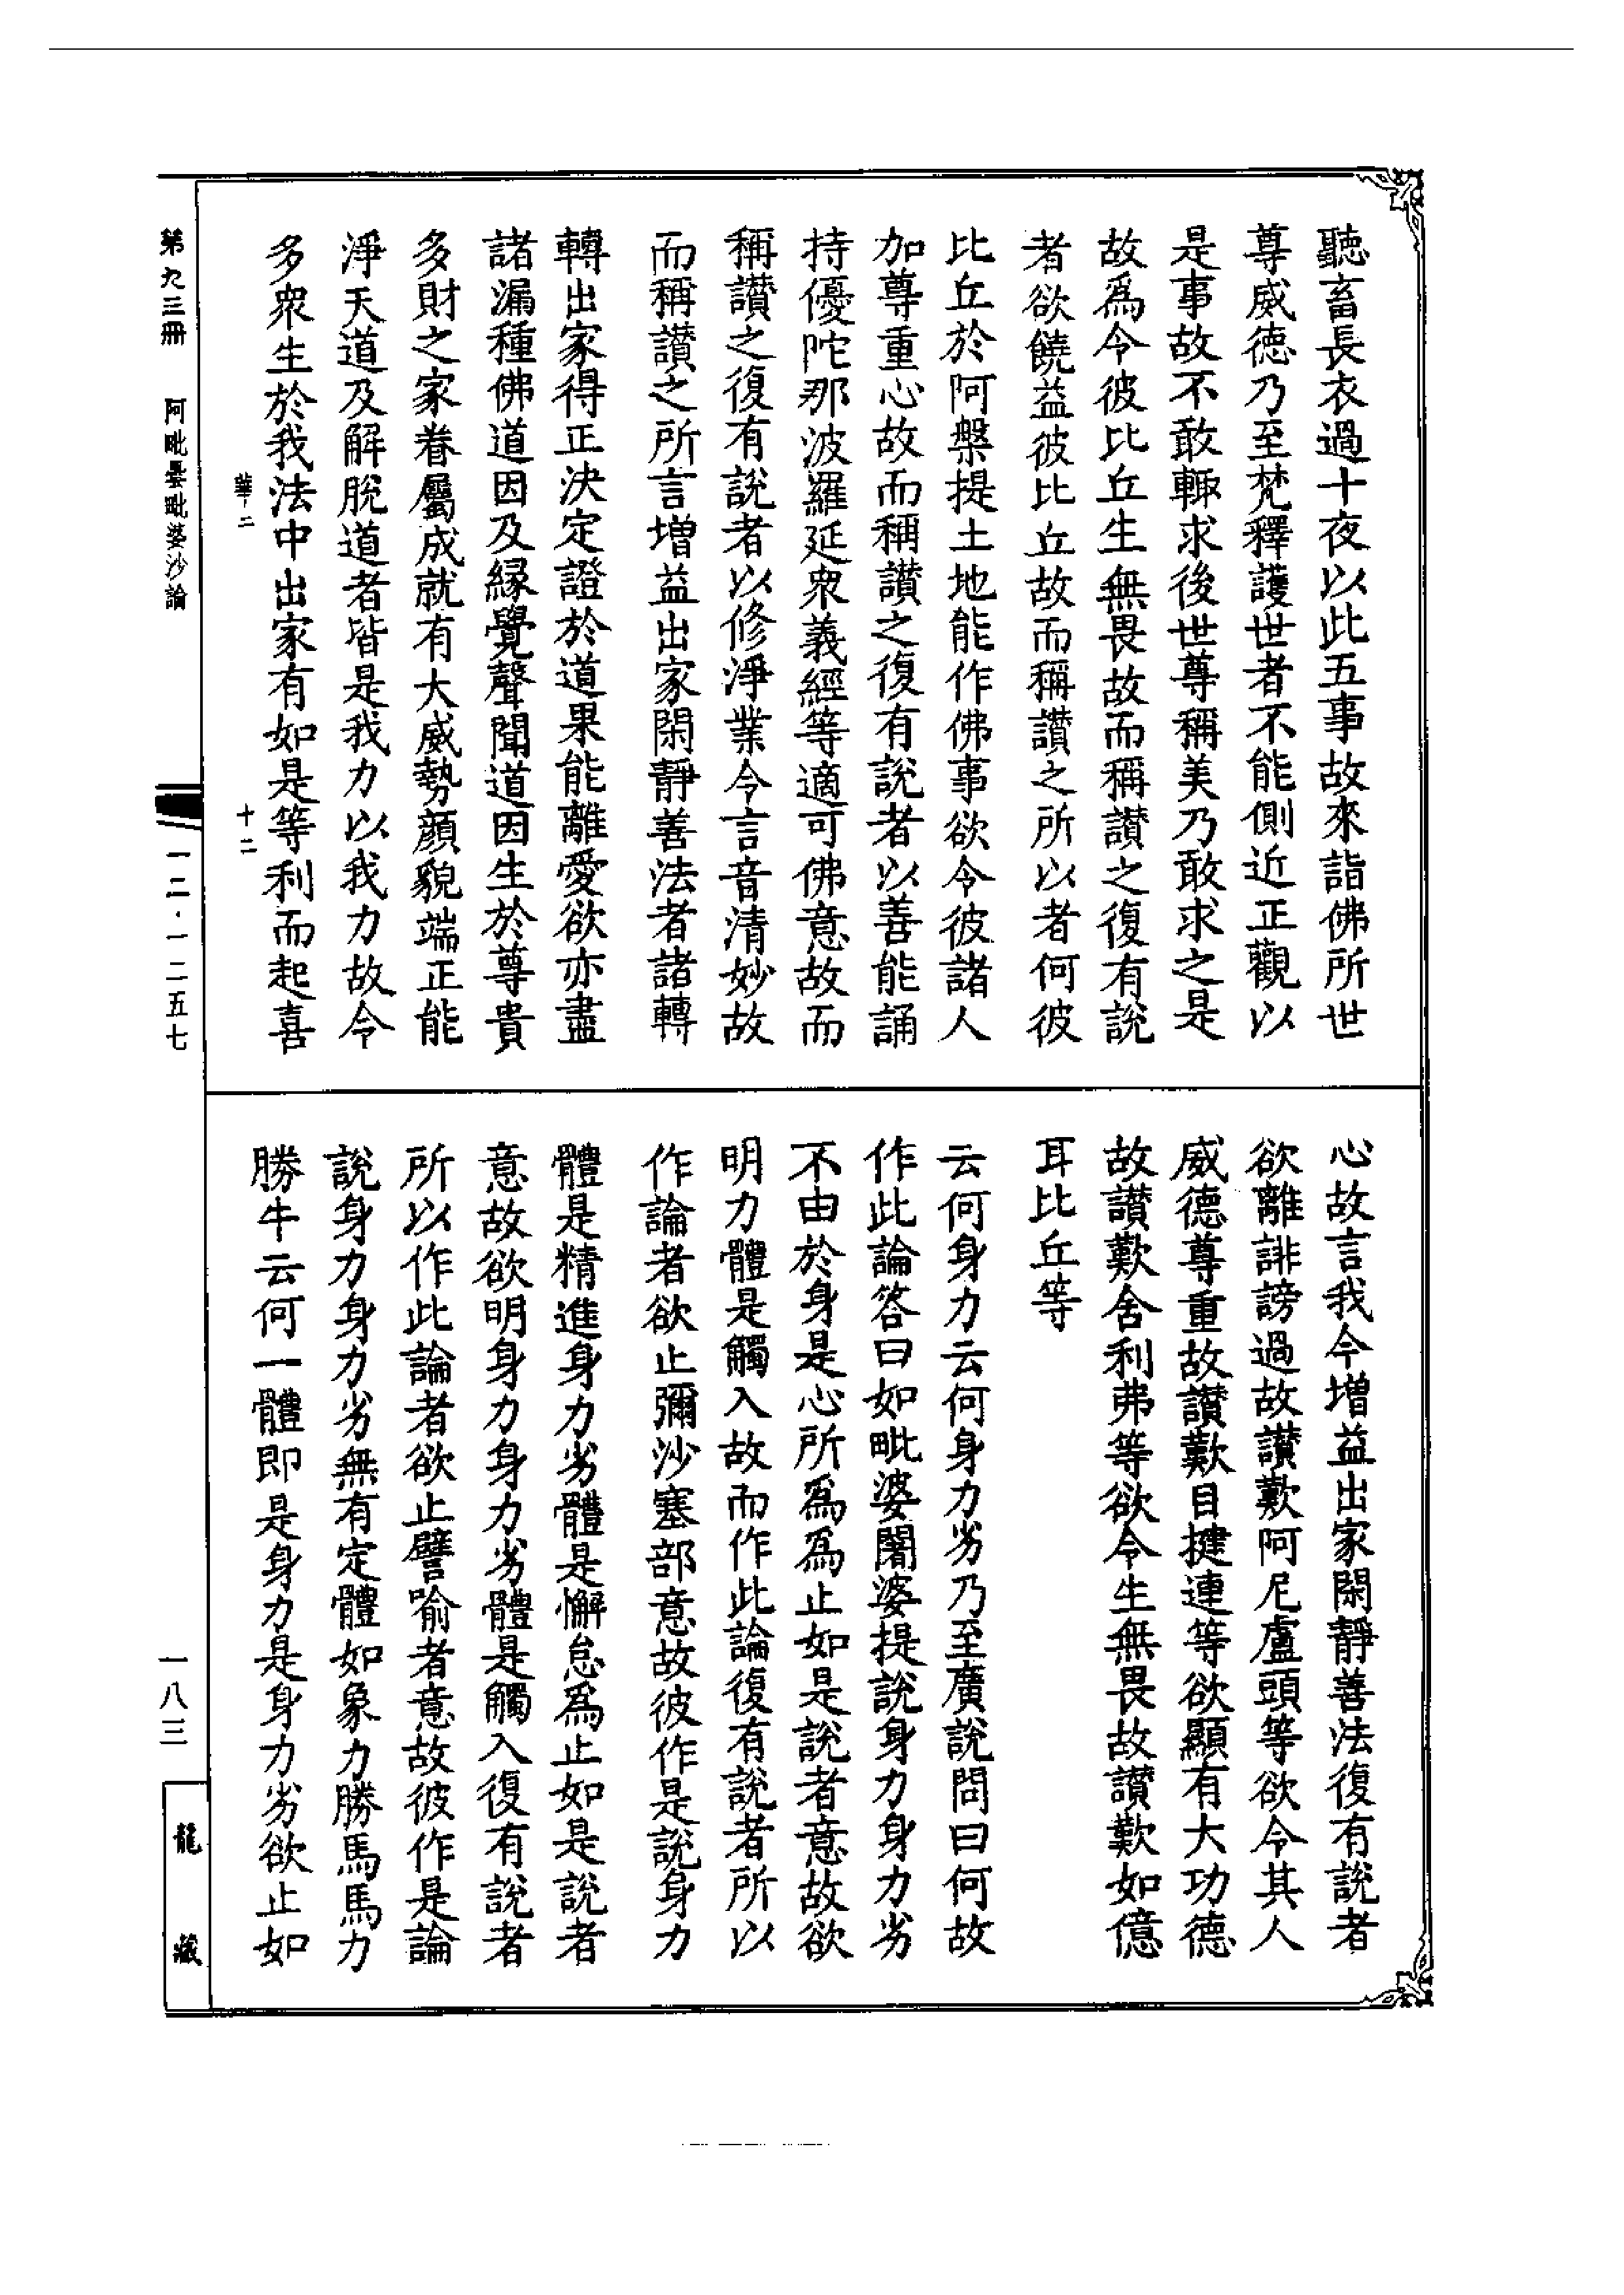 聽畜長衣過十夜以此五事故來詣佛所世
尊威德乃至梵釋護世者不能側近正觀以
是事故不敢輙求後世尊稱美乃敢求之是
故爲令彼比丘生無畏故而稱讃之復有說
者欲饒益彼比丘故而稱讃之所以者何彼
比丘於阿槃提土地能作佛事欲令彼諸人
加尊重心故而稱讃之復有說者以善能誦
持優陀那波羅延衆義經等適可佛意故而
稱讃之復有說者以修淨業令言音清妙故
而稱讃之所言增益出家閑靜善法者諸轉
轉出家得正決定證於道果能離愛欲亦盡
諸漏種佛道因及緣覺聲聞道因生於尊貴
多財之家眷屬成就有大威勢顏貌端正能
淨天道及解脫道者皆是我力以我力故令
多衆生於我法中出家有如是等利而起喜
心故言我今增益出家閑靜善法復有說者
欲離誹謗過故讃歎阿尼盧頭等欲令其人
威德尊重故讃歎目揵連等欲顯有大功德
故讃歎舍利弗等欲令生無畏故讃歎如億
耳比丘等
云何身力云何身力劣乃至廣說問曰何故
作此論答曰如毗婆闍婆提說身力身力劣
不由於身是心所爲爲止如是說者意故欲
明力體是觸入故而作此論復有說者所以
作論者欲止彌沙塞部意故彼作是說身力
體是精進身力劣體是懈怠爲止如是說者
意故欲明身力身力劣體是觸入復有說者
所以作此論者欲止譬喻者意故彼作是論
說身力身力劣無有定體如象力勝馬馬力
勝牛云何一體即是身力是身力劣欲止如
華二
十二
第九三冊
阿毗曇毗婆沙論
一二·一二五七
一八三
龍藏